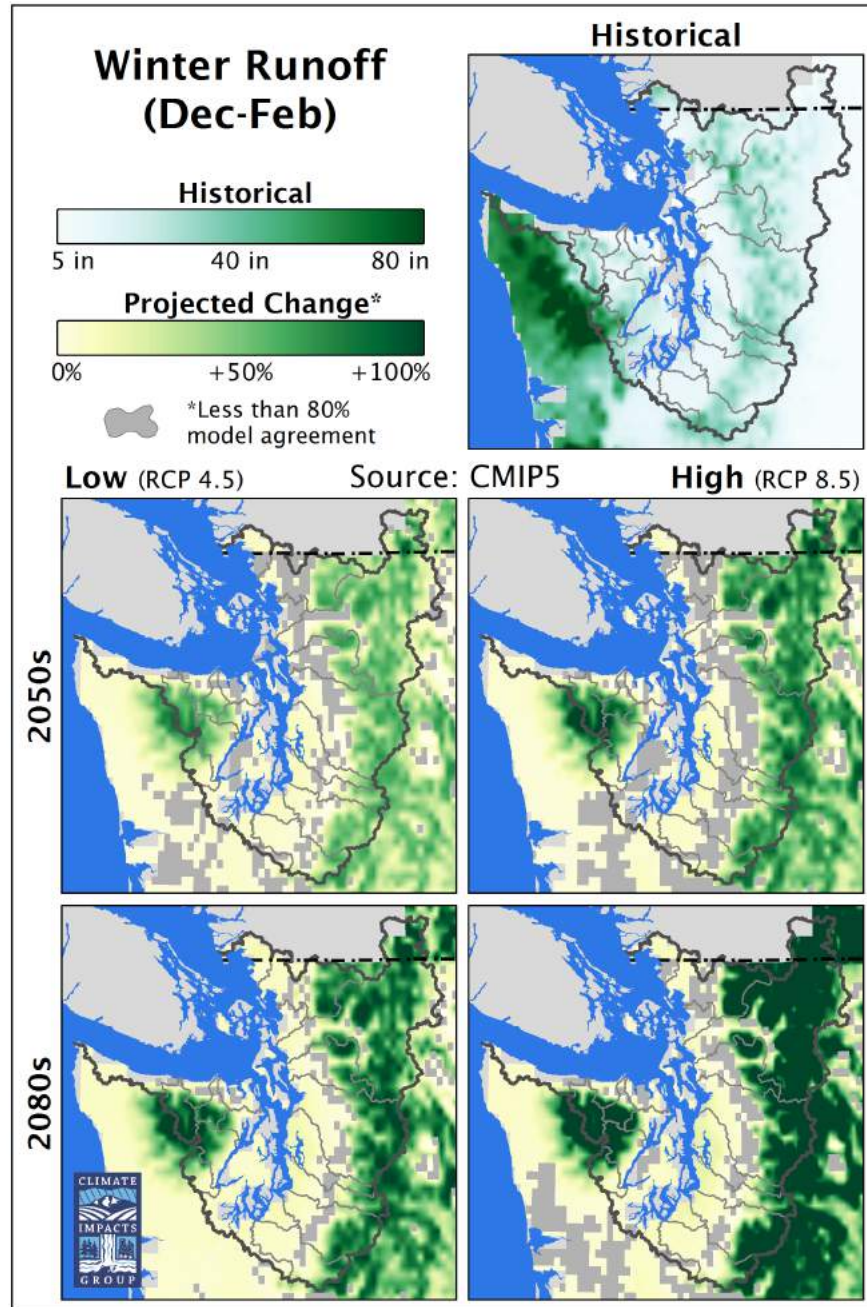 Winter Runoff
(Dec-Feb)
Historical
Historical
5 in 40 in 80 in
Projected Change*
0% +50% +100%
*Less than 80%
model agreement
Low (RCP 4.5) Source: CMIP5 High (RCP 8.5)
2050s
2080s
CLIMATE
IMPACTS
GROUP